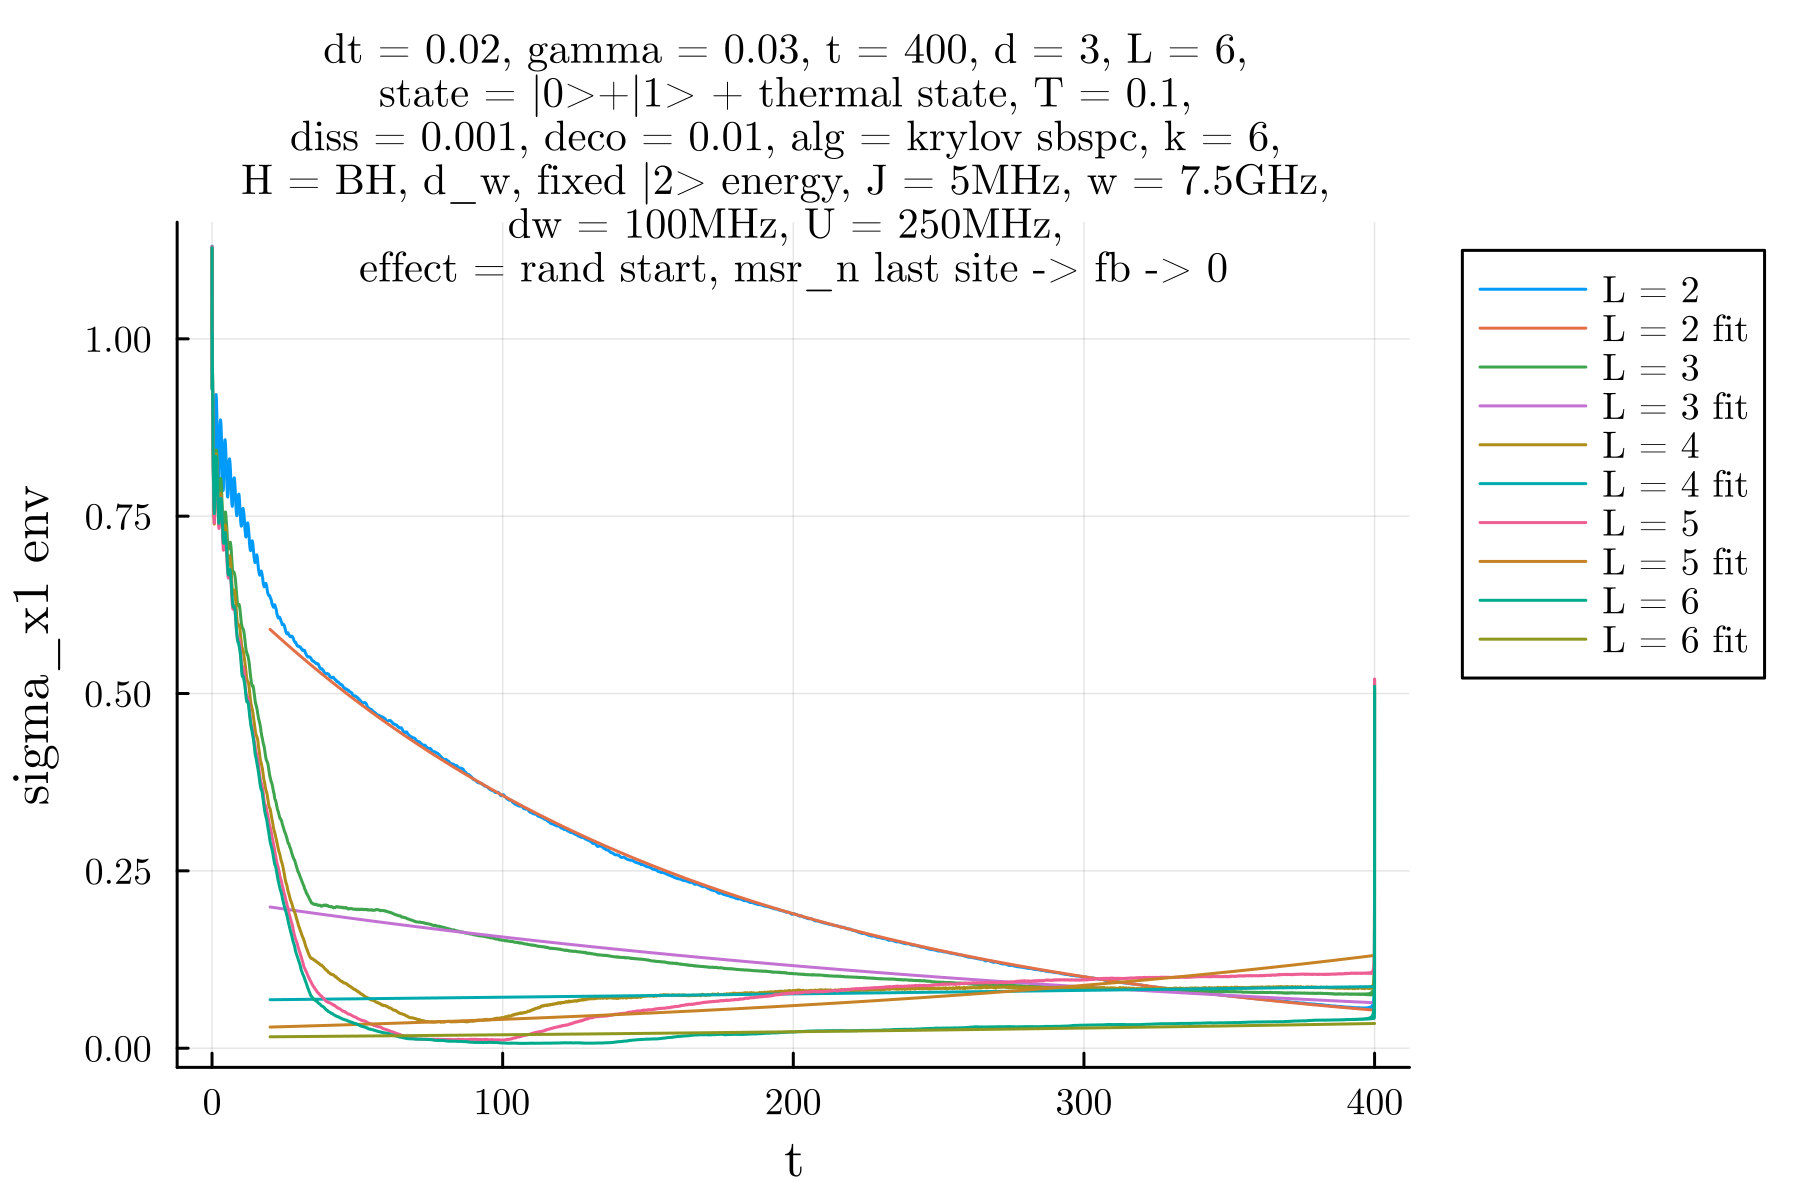 dt = 0.02, gamma = 0.03, t = 400, d = 3, L = 6,
state = |0>+|1> + thermal state, T = 0.1,
diss = 0.001, deco = 0.01, alg = krylov sbspc, k = 6,
H = BH, d_w, fixed |2> energy, J = 5MHz, w = 7.5GHz,
dw = 100MHz, U = 250MHz,
effect = rand start, msr_n last site -> fb -> 0
sigma_x1 env
1.00
0.75
0.50
0.25
0.00
0
100
200
300
400
t
L = 2
L = 2 fit
L = 3
L = 3 fit
L = 4
L = 4 fit
L = 5
L = 5 fit
L = 6
L = 6 fit